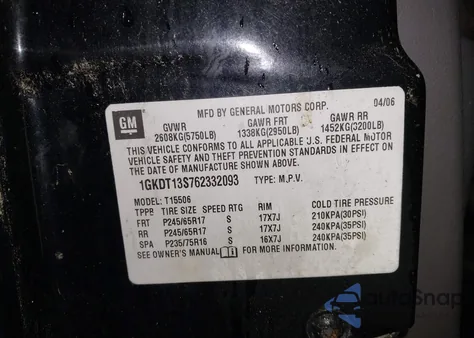 MFD BY GENERAL MOTORS CORP. 04/06
GM GVWR GAWR FRT GAWR RR
2608KG(5750LB) 1338KG(2950LB) 1452KG(3200LB)
THIS VEHICLE CONFORMS TO ALL APPLICABLE U.S. FEDERAL MOTOR
VEHICLE SAFETY AND THEFT PREVENTION STANDARDS IN EFFECT ON
THE DATE OF MANUFACTURE SHOWN ABOVE.
1GKDT13S762332093 TYPE: M.P.V.
MODEL: T15506
TPPB TIRE SIZE SPEED RTG RIM COLD TIRE PRESSURE
FRT P245/65R17 S 17X7J 210KPA(30PSI)
RR P245/65R17 S 17X7J 240KPA(35PSI)
SPA P235/75R16 S 16X7J 240KPA(35PSI)
SEE OWNER'S MANUAL FOR MORE INFORMATION.
AutoSnap